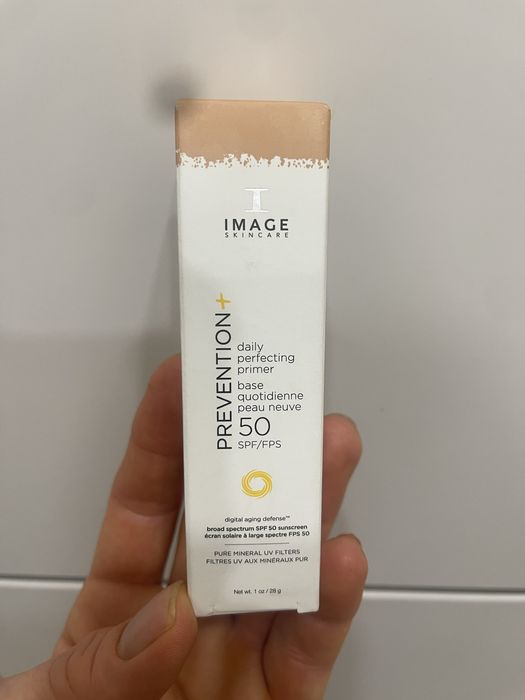 I
IMAGE
SKINCARE
PREVENTION+
daily
perfecting
primer
base
quotidienne
peau neuve
50
SPF/FPS
digital aging defense™
broad spectrum SPF 50 sunscreen
écran solaire à large spectre FPS 50
PURE MINERAL UV FILTERS
FILTRES UV AUX MINÉRAUX PUR
Net wt. 1 oz / 28 g